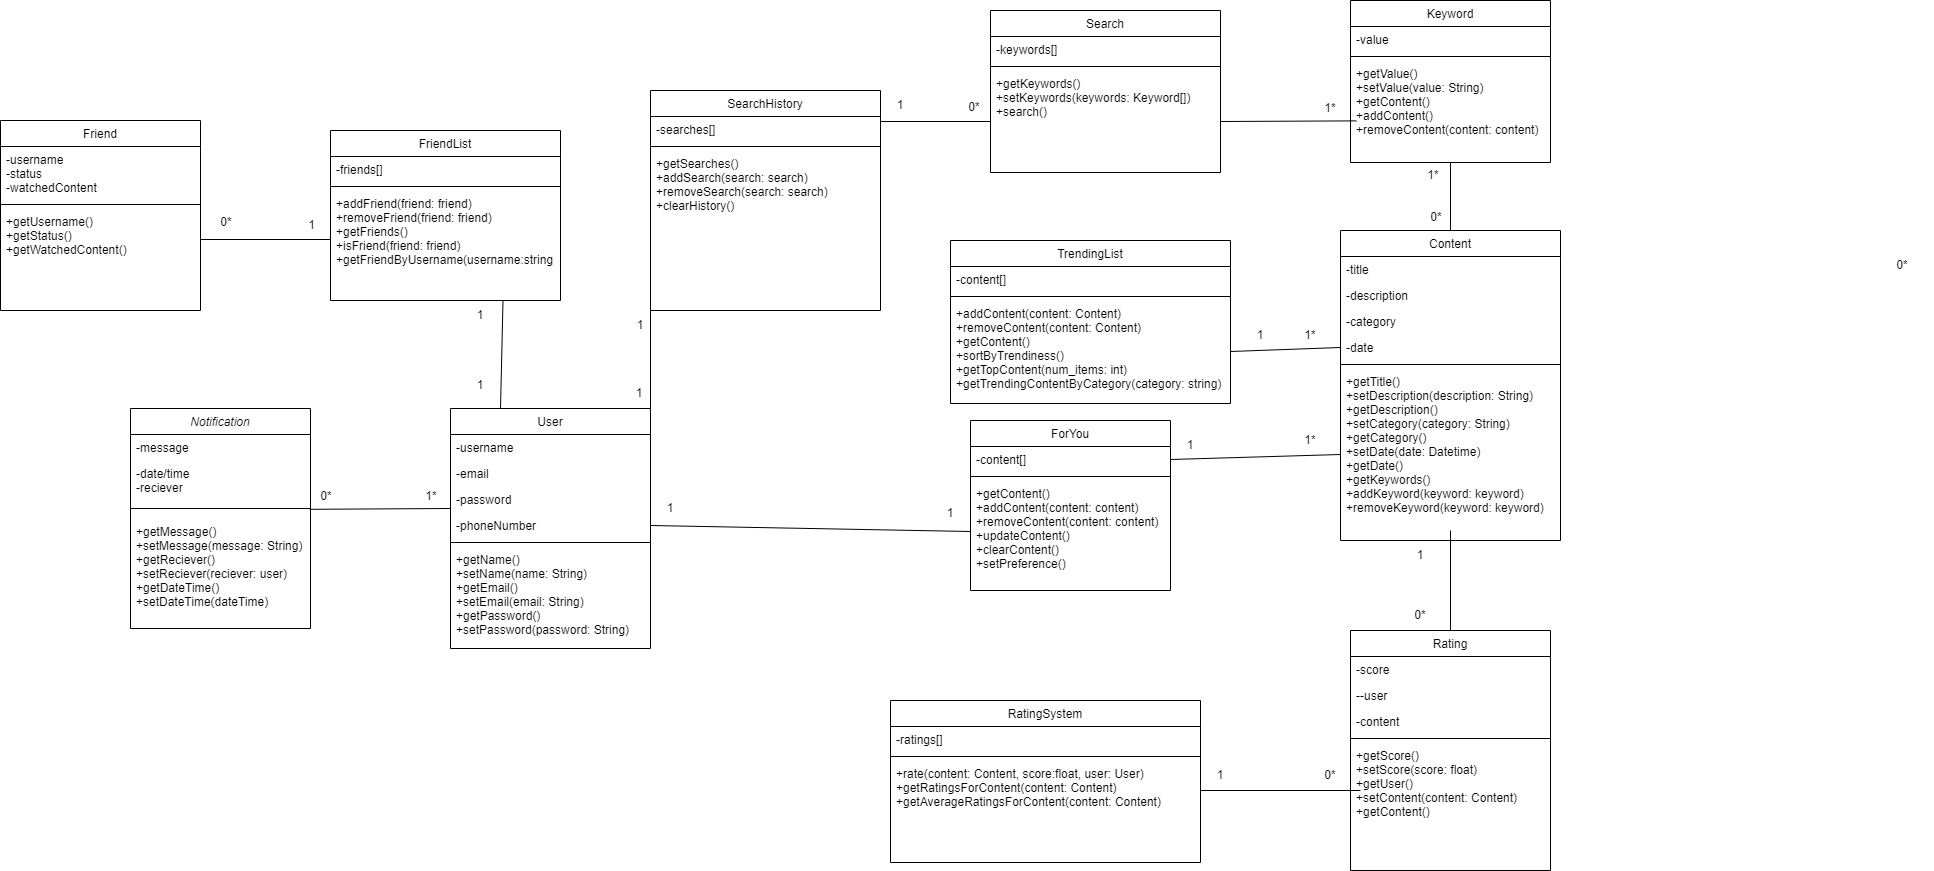 Friend
-username
-status
-watchedContent
+getUsername()
+getStatus()
+getWatchedContent()
0*
1
FriendList
-friends[]
+addFriend(friend: friend)
+removeFriend(friend: friend)
+getFriends()
+isFriend(friend: friend)
+getFriendByUsername(username:string
1
1
SearchHistory
-searches[]
+getSearches()
+addSearch(search: search)
+removeSearch(search: search)
+clearHistory()
1
0*
1
1
Search
-keywords[]
+getKeywords()
+setKeywords(keywords: Keyword[])
+search()
1*
Keyword
-value
+getValue()
+setValue(value: String)
+getContent()
+addContent()
+removeContent(content: content)
1*
0*
TrendingList
-content[]
+addContent(content: Content)
+removeContent(content: Content)
+getContent()
+sortByTrendiness()
+getTopContent(num_items: int)
+getTrendingContentByCategory(category: string)
1
1*
Content
-title
-description
-category
-date
+getTitle()
+setDescription(description: String)
+getDescription()
+setCategory(category: String)
+getCategory()
+setDate(date: Datetime)
+getDate()
+getKeywords()
+addKeyword(keyword: keyword)
+removeKeyword(keyword: keyword)
0*
Notification
-message
-date/time
-reciever
+getMessage()
+setMessage(message: String)
+getReciever()
+setReciever(reciever: user)
+getDateTime()
+setDateTime(dateTime)
0*
1*
User
-username
-email
-password
-phoneNumber
+getName()
+setName(name: String)
+getEmail()
+setEmail(email: String)
+getPassword()
+setPassword(password: String)
1
1
ForYou
-content[]
+getContent()
+addContent(content: content)
+removeContent(content: content)
+updateContent()
+clearContent()
+setPreference()
1
1*
1
0*
RatingSystem
-ratings[]
+rate(content: Content, score:float, user: User)
+getRatingsForContent(content: Content)
+getAverageRatingsForContent(content: Content)
1
0*
Rating
-score
--user
-content
+getScore()
+setScore(score: float)
+getUser()
+setContent(content: Content)
+getContent()